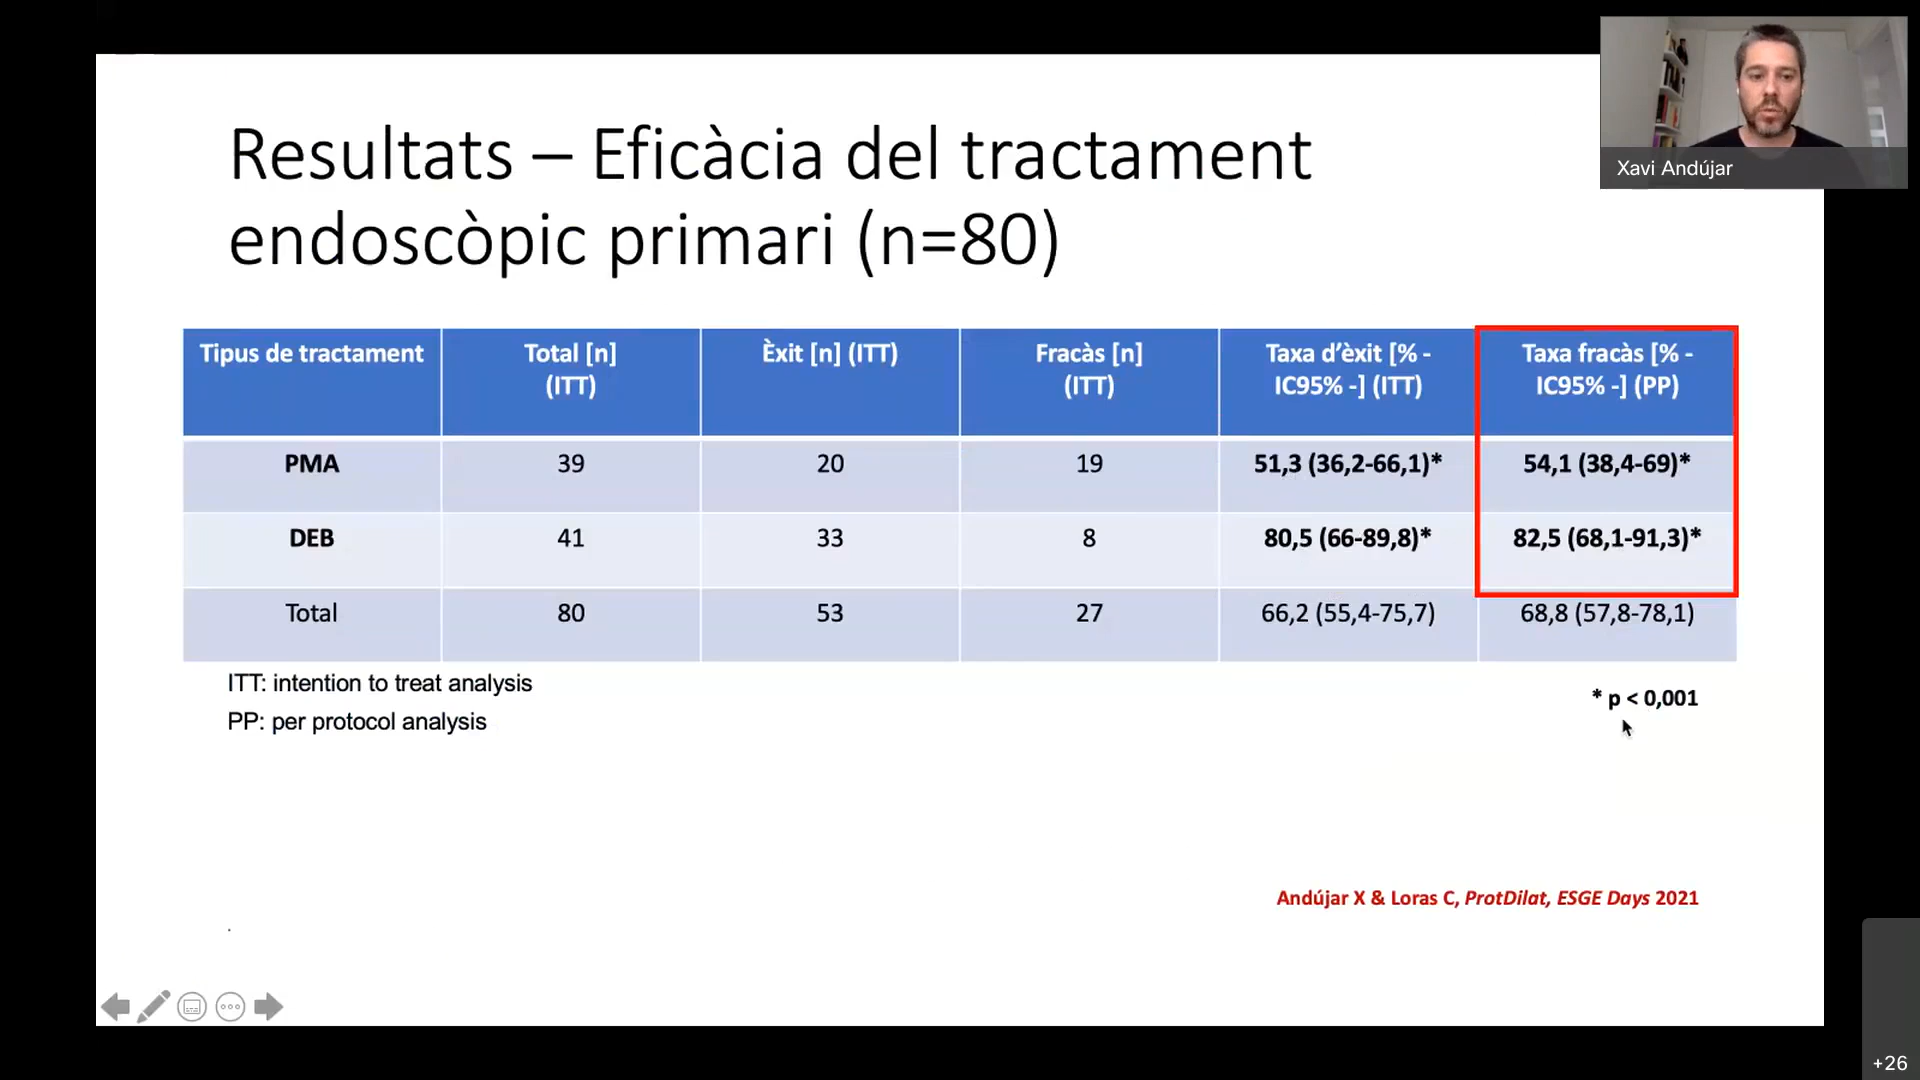 Xavi Andújar
Resultats – Eficàcia del tractament
endoscòpic primari (n=80)
Tipus de tractament
Total [n]
(ITT)
Èxit [n] (ITT)
Fracàs [n]
(ITT)
Taxa d’èxit [% -
IC95% -] (ITT)
Taxa fracàs [% -
IC95% -] (PP)
PMA 39 20 19 51,3 (36,2-66,1)* 54,1 (38,4-69)*
DEB 41 33 8 80,5 (66-89,8)* 82,5 (68,1-91,3)*
Total 80 53 27 66,2 (55,4-75,7) 68,8 (57,8-78,1)
ITT: intention to treat analysis
PP: per protocol analysis
* p < 0,001
Andújar X & Loras C, ProtDilat, ESGE Days 2021
.
+26